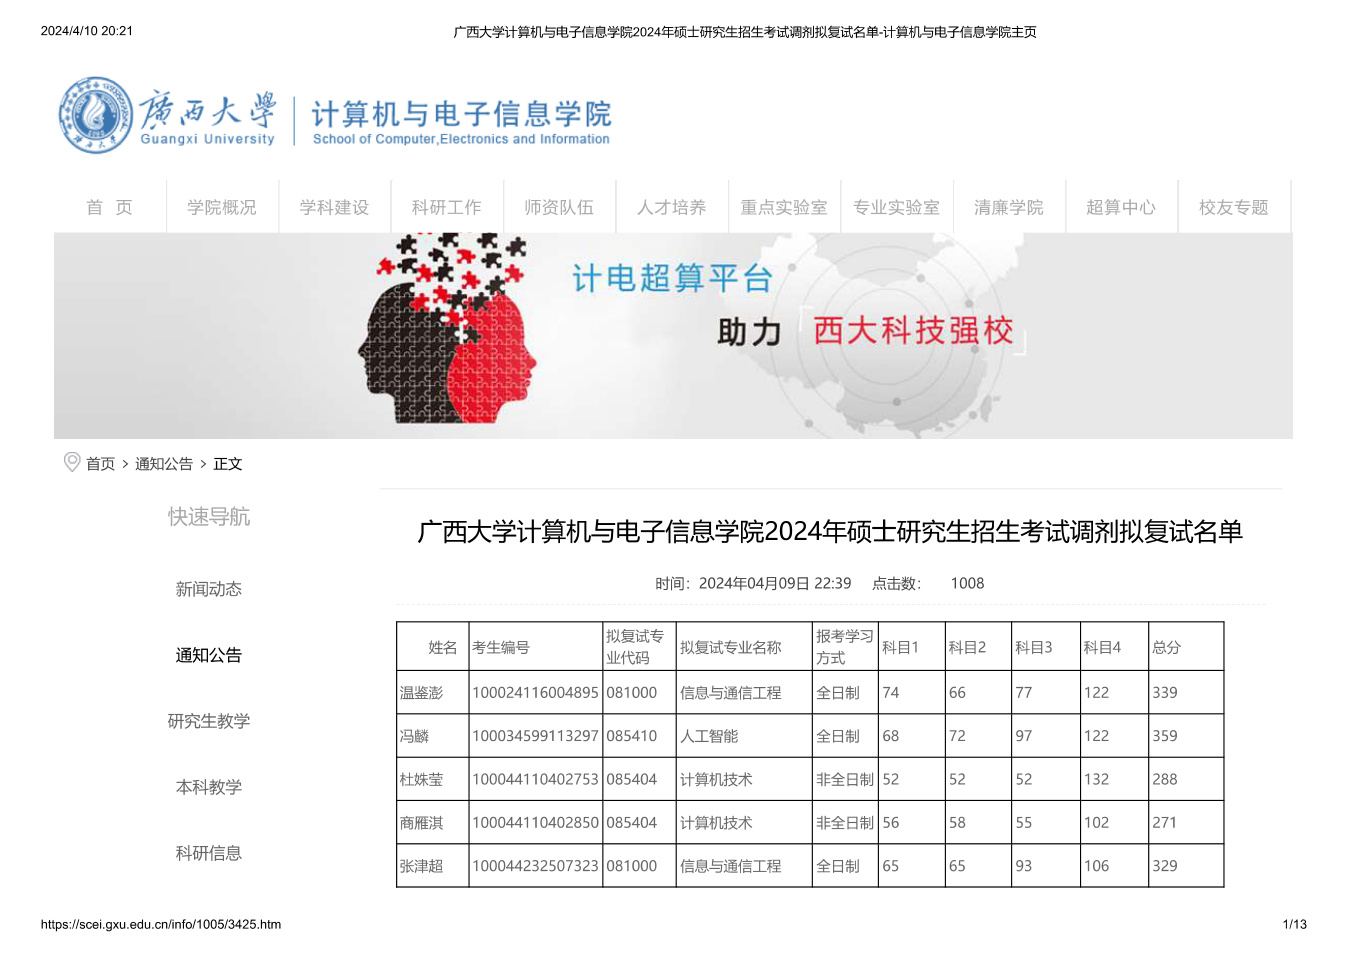 2024/4/10 20:21
广西大学计算机与电子信息学院2024年硕士研究生招生考试调剂拟复试名单-计算机与电子信息学院主页
廣西大學
Guangxi University
计算机与电子信息学院
School of Computer,Electronics and Information
首 页 学院概况 学科建设 科研工作 师资队伍 人才培养 重点实验室 专业实验室 清廉学院 超算中心 校友专题
计电超算平台
助力「西大科技强校」
首页 > 通知公告 > 正文
快速导航
新闻动态
通知公告
研究生教学
本科教学
科研信息
广西大学计算机与电子信息学院2024年硕士研究生招生考试调剂拟复试名单
时间：2024年04月09日 22:39 点击数： 1008
姓名 考生编号 拟复试专业代码 拟复试专业名称 报考学习方式 科目1 科目2 科目3 科目4 总分
温鉴澎 100024116004895 081000 信息与通信工程 全日制 74 66 77 122 339
冯麟 100034599113297 085410 人工智能 全日制 68 72 97 122 359
杜姝莹 100044110402753 085404 计算机技术 非全日制 52 52 52 132 288
商雁淇 100044110402850 085404 计算机技术 非全日制 56 58 55 102 271
张津超 100044232507323 081000 信息与通信工程 全日制 65 65 93 106 329
https://scei.gxu.edu.cn/info/1005/3425.htm
1/13